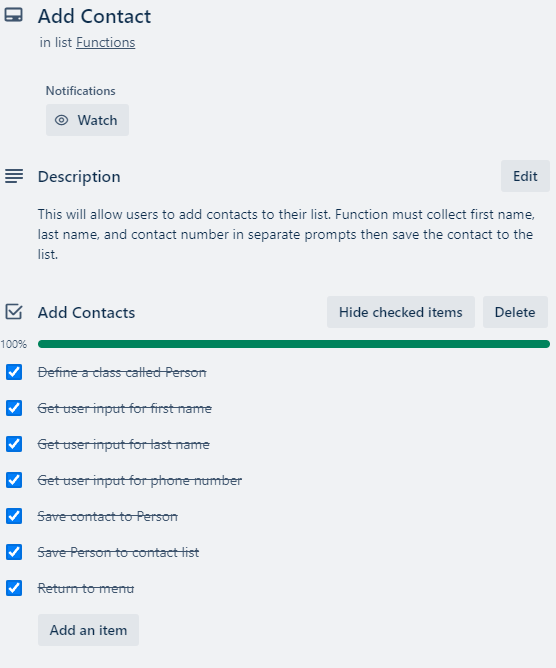 Add Contact
in list Functions
Notifications
Watch
Description
Edit
This will allow users to add contacts to their list. Function must collect first name,
last name, and contact number in separate prompts then save the contact to the
list.
Add Contacts
Hide checked items
Delete
100%
Define a class called Person
Get user input for first name
Get user input for last name
Get user input for phone number
Save contact to Person
Save Person to contact list
Return to menu
Add an item